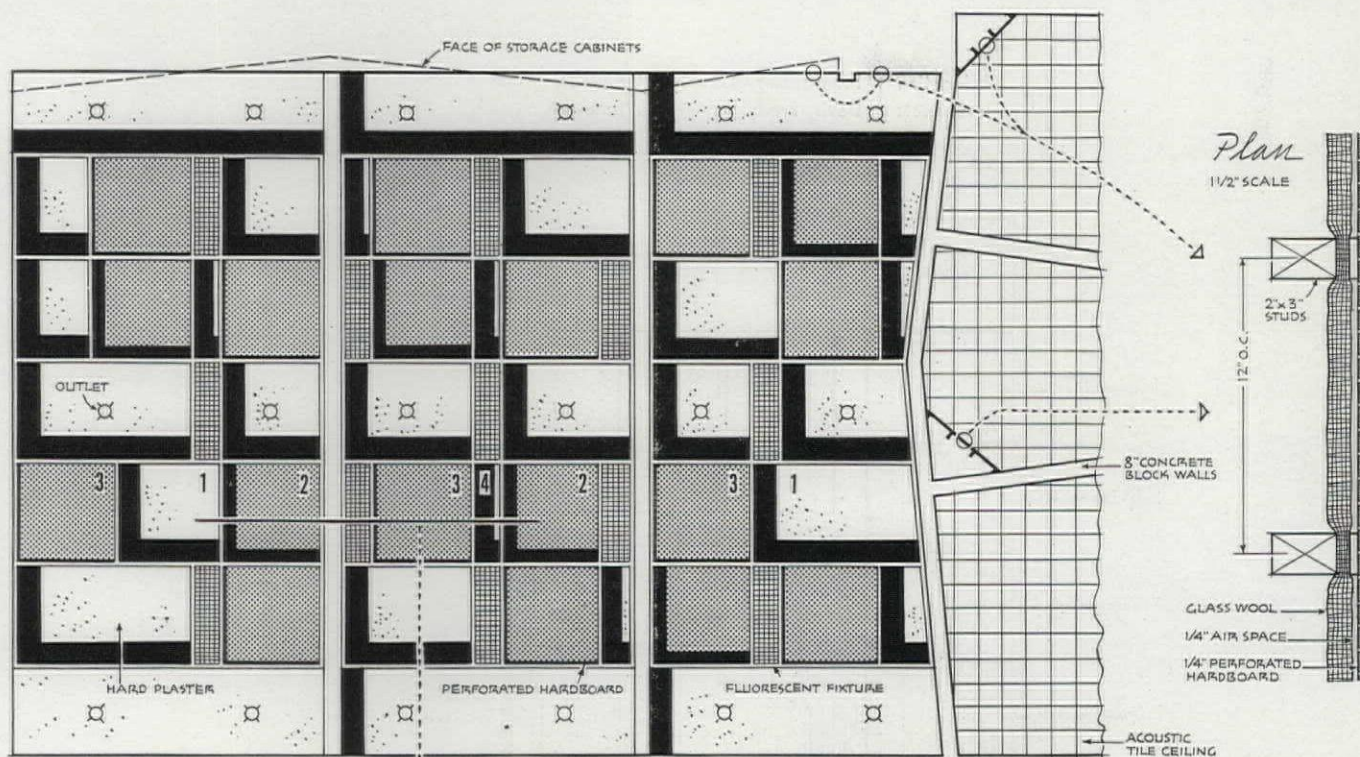 FACE OF STORAGE CABINETS
Plan
1 1/2" SCALE
2"x3"
STUDS
12" O.C.
OUTLET
3
1
2
3
4
2
3
1
8" CONCRETE
BLOCK WALLS
GLASS WOOL
1/4" AIR SPACE
1/4" PERFORATED
HARDBOARD
HARD PLASTER
PERFORATED HARDBOARD
FLUORESCENT FIXTURE
ACOUSTIC
TILE CEILING